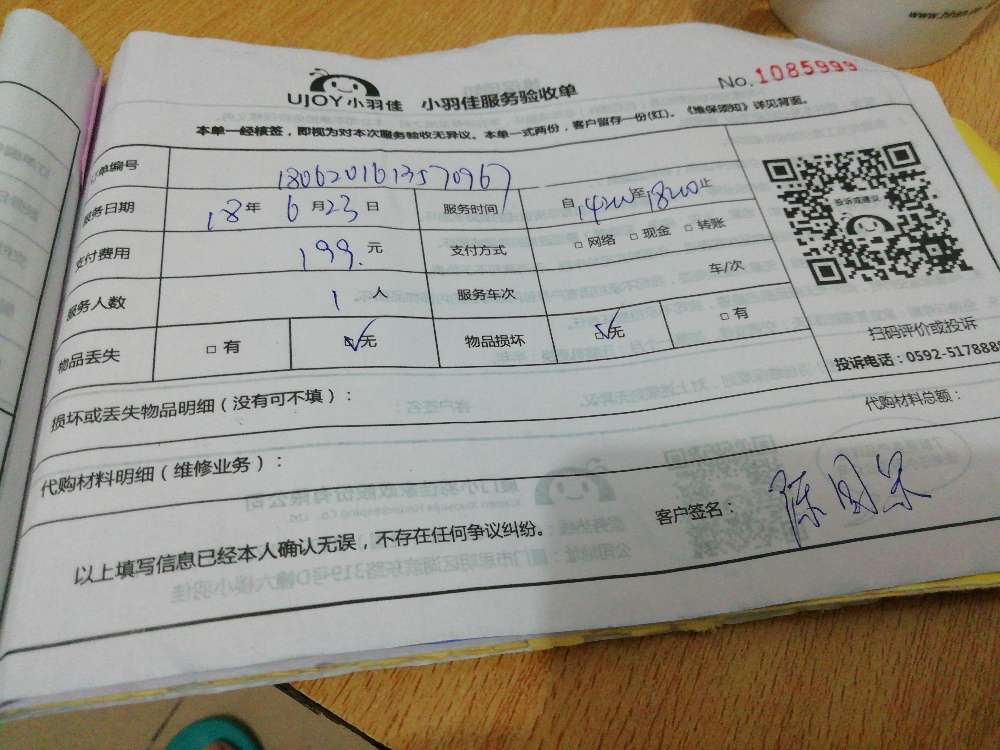 UJOY小羽佳 小羽佳服务验收单
No.1085999
本单一经核签，即视为对本次服务验收无异议。本单一式两份，客户留存一份(红)。《维保须知》详见背面。
订单编号 1806201613570967
服务日期 18年 6月23日 服务时间 自1420至1820止
支付费用 199.元 支付方式 □网络 □现金 □转账
服务人数 1人 服务车次 车/次
物品丢失 □有 ☑无 物品损坏 ☑无 □有
投诉或建议
扫码评价或投诉
投诉电话：0592-5178885
损坏或丢失物品明细（没有可不填）：
代购材料总额：
代购材料明细（维修业务）：
客户签名：
以上填写信息已经本人确认无误，不存在任何争议纠纷。